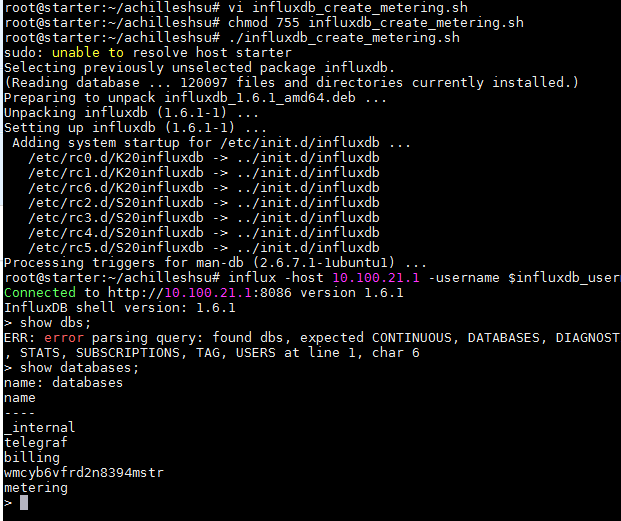 root@starter:~/achilleshsu# vi influxdb_create_metering.sh
root@starter:~/achilleshsu# chmod 755 influxdb_create_metering.sh
root@starter:~/achilleshsu# ./influxdb_create_metering.sh
sudo: unable to resolve host starter
Selecting previously unselected package influxdb.
(Reading database ... 120097 files and directories currently installed.)
Preparing to unpack influxdb_1.6.1_amd64.deb ...
Unpacking influxdb (1.6.1-1) ...
Setting up influxdb (1.6.1-1) ...
 Adding system startup for /etc/init.d/influxdb ...
   /etc/rc0.d/K20influxdb -> ../init.d/influxdb
   /etc/rc1.d/K20influxdb -> ../init.d/influxdb
   /etc/rc6.d/K20influxdb -> ../init.d/influxdb
   /etc/rc2.d/S20influxdb -> ../init.d/influxdb
   /etc/rc3.d/S20influxdb -> ../init.d/influxdb
   /etc/rc4.d/S20influxdb -> ../init.d/influxdb
   /etc/rc5.d/S20influxdb -> ../init.d/influxdb
Processing triggers for man-db (2.6.7.1-1ubuntu1) ...
root@starter:~/achilleshsu# influx -host 10.100.21.1 -username $influxdb_user
Connected to http://10.100.21.1:8086 version 1.6.1
InfluxDB shell version: 1.6.1
> show dbs;
ERR: error parsing query: found dbs, expected CONTINUOUS, DATABASES, DIAGNOST
, STATS, SUBSCRIPTIONS, TAG, USERS at line 1, char 6
> show databases;
name: databases
name
----
_internal
telegraf
billing
wmcyb6vfrd2n8394mstr
metering
>